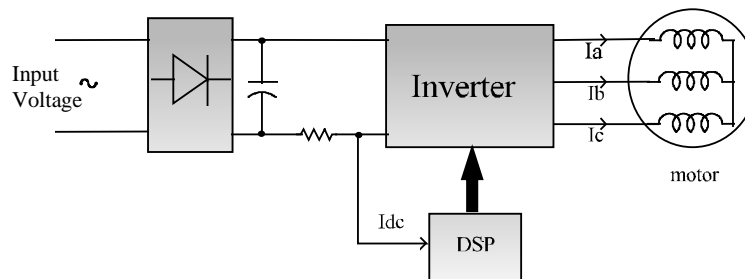 Input
Voltage ~
Inverter
Ia
Ib
Ic
motor
Idc
DSP